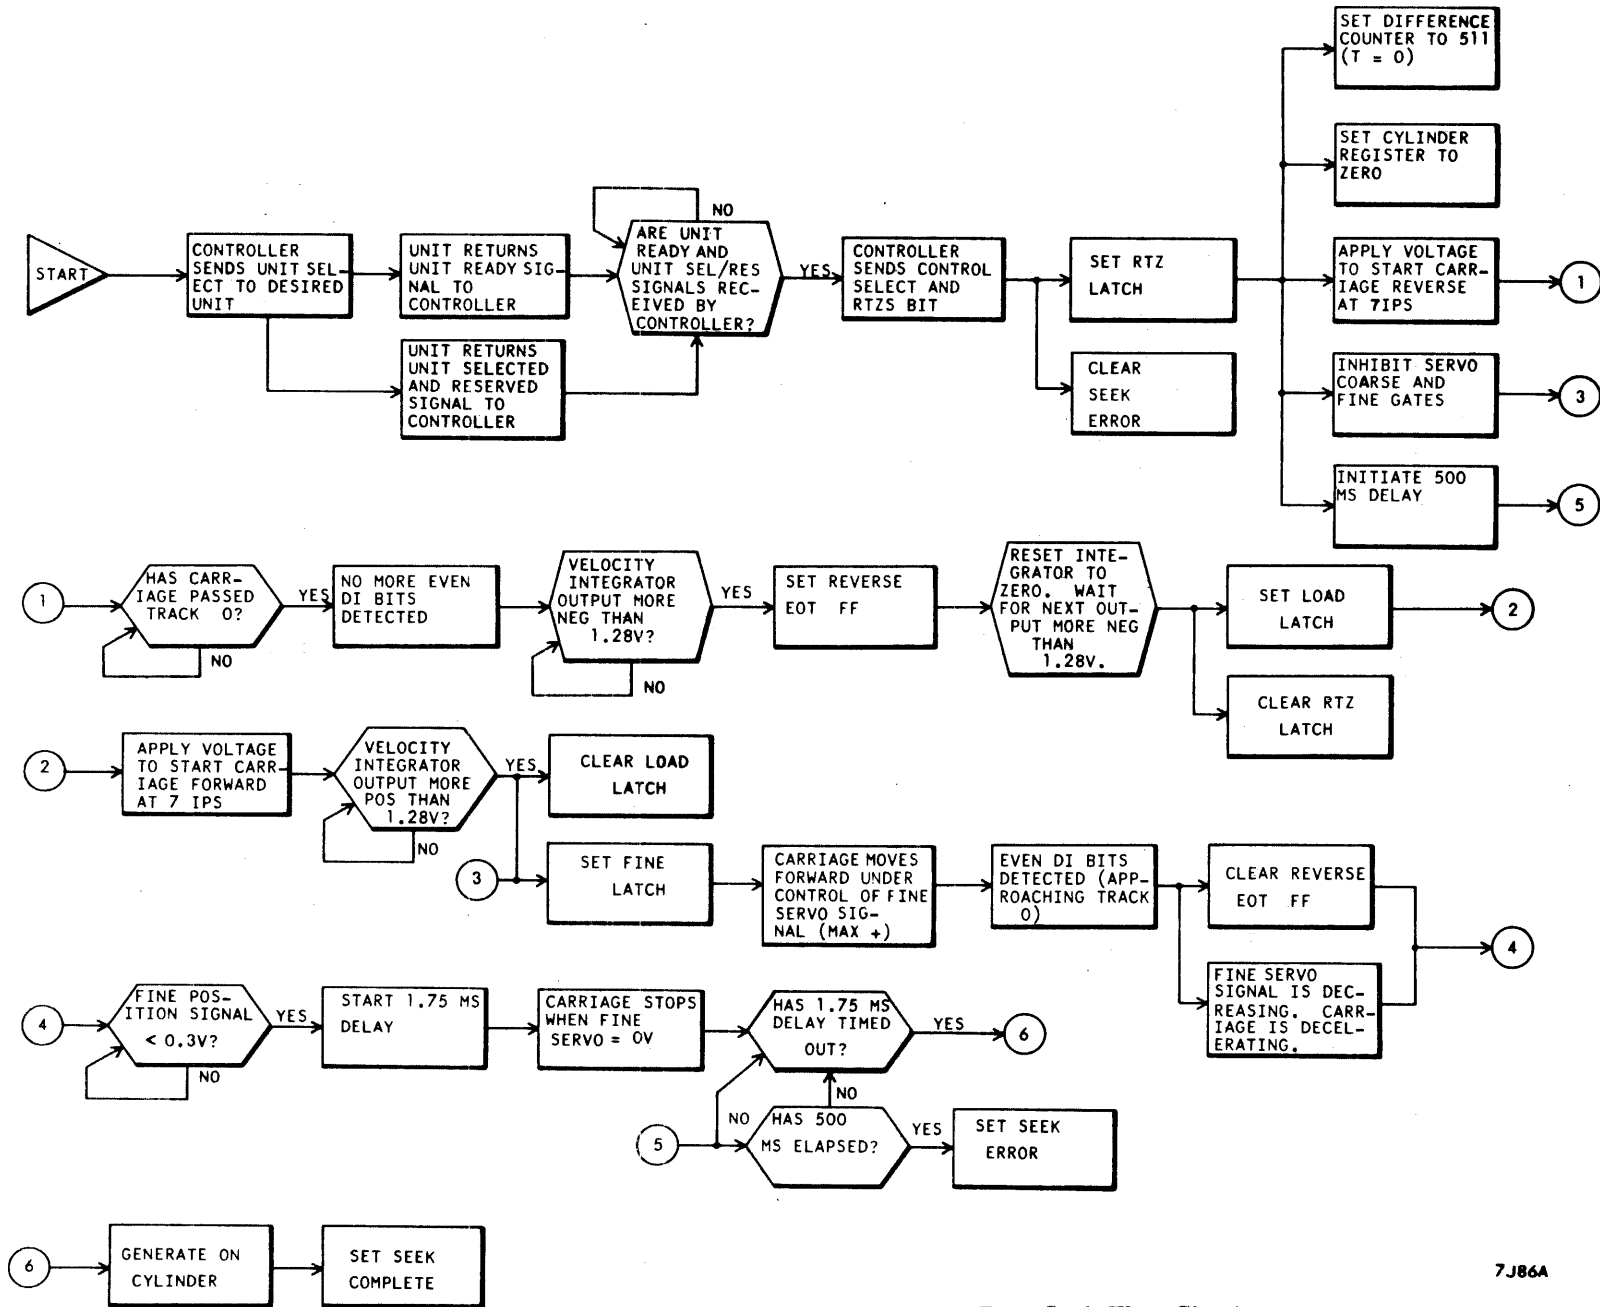 START
CONTROLLER
SENDS UNIT SEL-
ECT TO DESIRED
UNIT
UNIT RETURNS
UNIT READY SIG-
NAL TO
CONTROLLER
UNIT RETURNS
UNIT SELECTED
AND RESERVED
SIGNAL TO
CONTROLLER
NO
ARE UNIT
READY AND
UNIT SEL/RES
SIGNALS REC-
EIVED BY
CONTROLLER?
YES
CONTROLLER
SENDS CONTROL
SELECT AND
RTZS BIT
SET RTZ
LATCH
CLEAR
SEEK
ERROR
SET DIFFERENCE
COUNTER TO 511
(T = 0)
SET CYLINDER
REGISTER TO
ZERO
APPLY VOLTAGE
TO START CARR-
IAGE REVERSE
AT 7IPS
1
INHIBIT SERVO
COARSE AND
FINE GATES
3
INITIATE 500
MS DELAY
5
1
HAS CARR-
IAGE PASSED
TRACK 0?
YES
NO
NO MORE EVEN
DI BITS
DETECTED
VELOCITY
INTEGRATOR
OUTPUT MORE
NEG THAN
1.28V?
YES
NO
SET REVERSE
EOT FF
RESET INTE-
GRATOR TO
ZERO. WAIT
FOR NEXT OUT-
PUT MORE NEG
THAN
1.28V.
SET LOAD
LATCH
2
CLEAR RTZ
LATCH
2
APPLY VOLTAGE
TO START CARR-
IAGE FORWARD
AT 7 IPS
VELOCITY
INTEGRATOR
OUTPUT MORE
POS THAN
1.28V?
YES
NO
CLEAR LOAD
LATCH
3
SET FINE
LATCH
CARRIAGE MOVES
FORWARD UNDER
CONTROL OF FINE
SERVO SIG-
NAL (MAX +)
EVEN DI BITS
DETECTED (APP-
ROACHING TRACK
0)
CLEAR REVERSE
EOT FF
FINE SERVO
SIGNAL IS DEC-
REASING. CARR-
IAGE IS DECEL-
ERATING.
4
4
FINE POS-
ITION SIGNAL
< 0.3V?
YES
NO
START 1.75 MS
DELAY
CARRIAGE STOPS
WHEN FINE
SERVO = 0V
HAS 1.75 MS
DELAY TIMED
OUT?
YES
6
NO
5
NO
HAS 500
MS ELAPSED?
YES
SET SEEK
ERROR
6
GENERATE ON
CYLINDER
SET SEEK
COMPLETE
7J86A